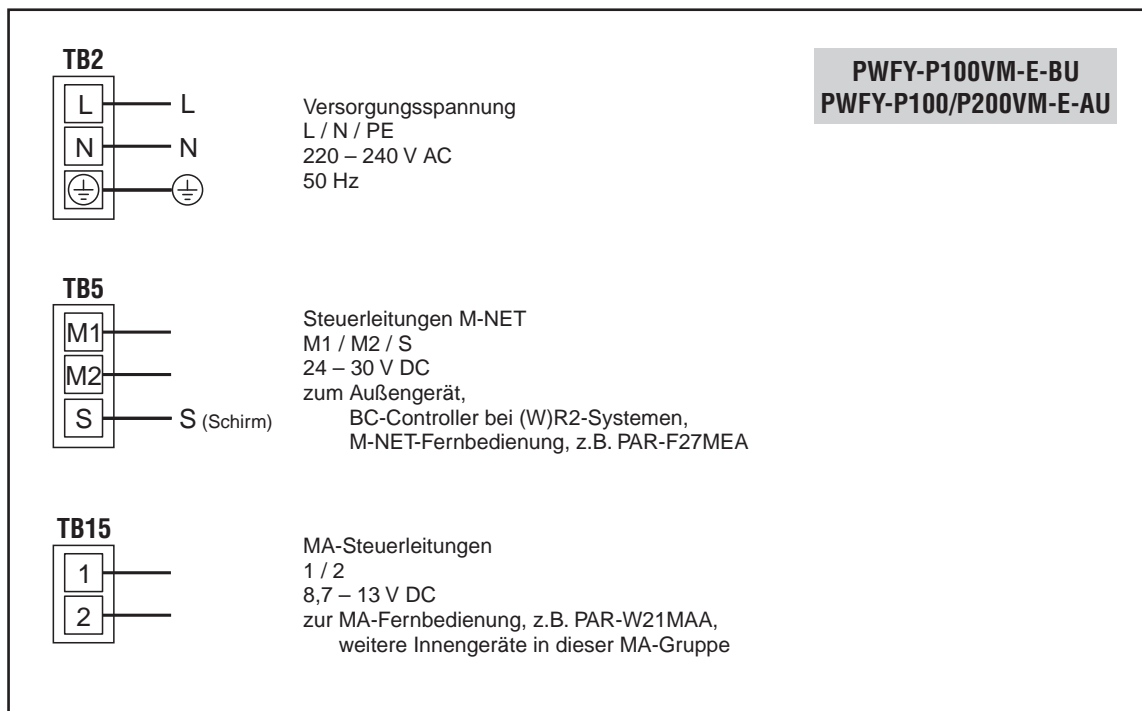 PWFY-P100VM-E-BU
PWFY-P100/P200VM-E-AU
TB2
L L
N N
Versorgungsspannung
L / N / PE
220 – 240 V AC
50 Hz
TB5
M1
M2
S S (Schirm)
Steuerleitungen M-NET
M1 / M2 / S
24 – 30 V DC
zum Außengerät,
BC-Controller bei (W)R2-Systemen,
M-NET-Fernbedienung, z.B. PAR-F27MEA
TB15
1
2
MA-Steuerleitungen
1 / 2
8,7 – 13 V DC
zur MA-Fernbedienung, z.B. PAR-W21MAA,
weitere Innengeräte in dieser MA-Gruppe